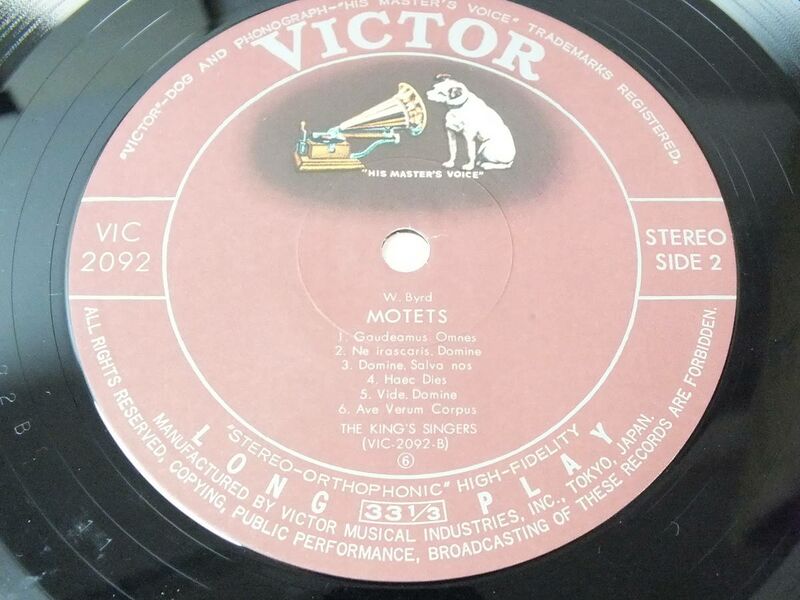 "VICTOR"–DOG AND PHONOGRAPH–"HIS MASTER'S VOICE" TRADEMARKS REGISTERED.
VICTOR
"HIS MASTER'S VOICE"
VIC
2092
STEREO
SIDE 2
W. Byrd
MOTETS
1. Gaudeamus Omnes
2. Ne irascaris, Domine
3. Domine, Salva nos
4. Haec Dies
5. Vide, Domine
6. Ave Verum Corpus
THE KING'S SINGERS
(VIC-2092-B)
6
"STEREO-ORTHOPHONIC" HIGH-FIDELITY
LONG 33 1/3 PLAY
MANUFACTURED BY VICTOR MUSICAL INDUSTRIES, INC., TOKYO, JAPAN.
ALL RIGHTS RESERVED, COPYING, PUBLIC PERFORMANCE, BROADCASTING OF THESE RECORDS ARE FORBIDDEN.